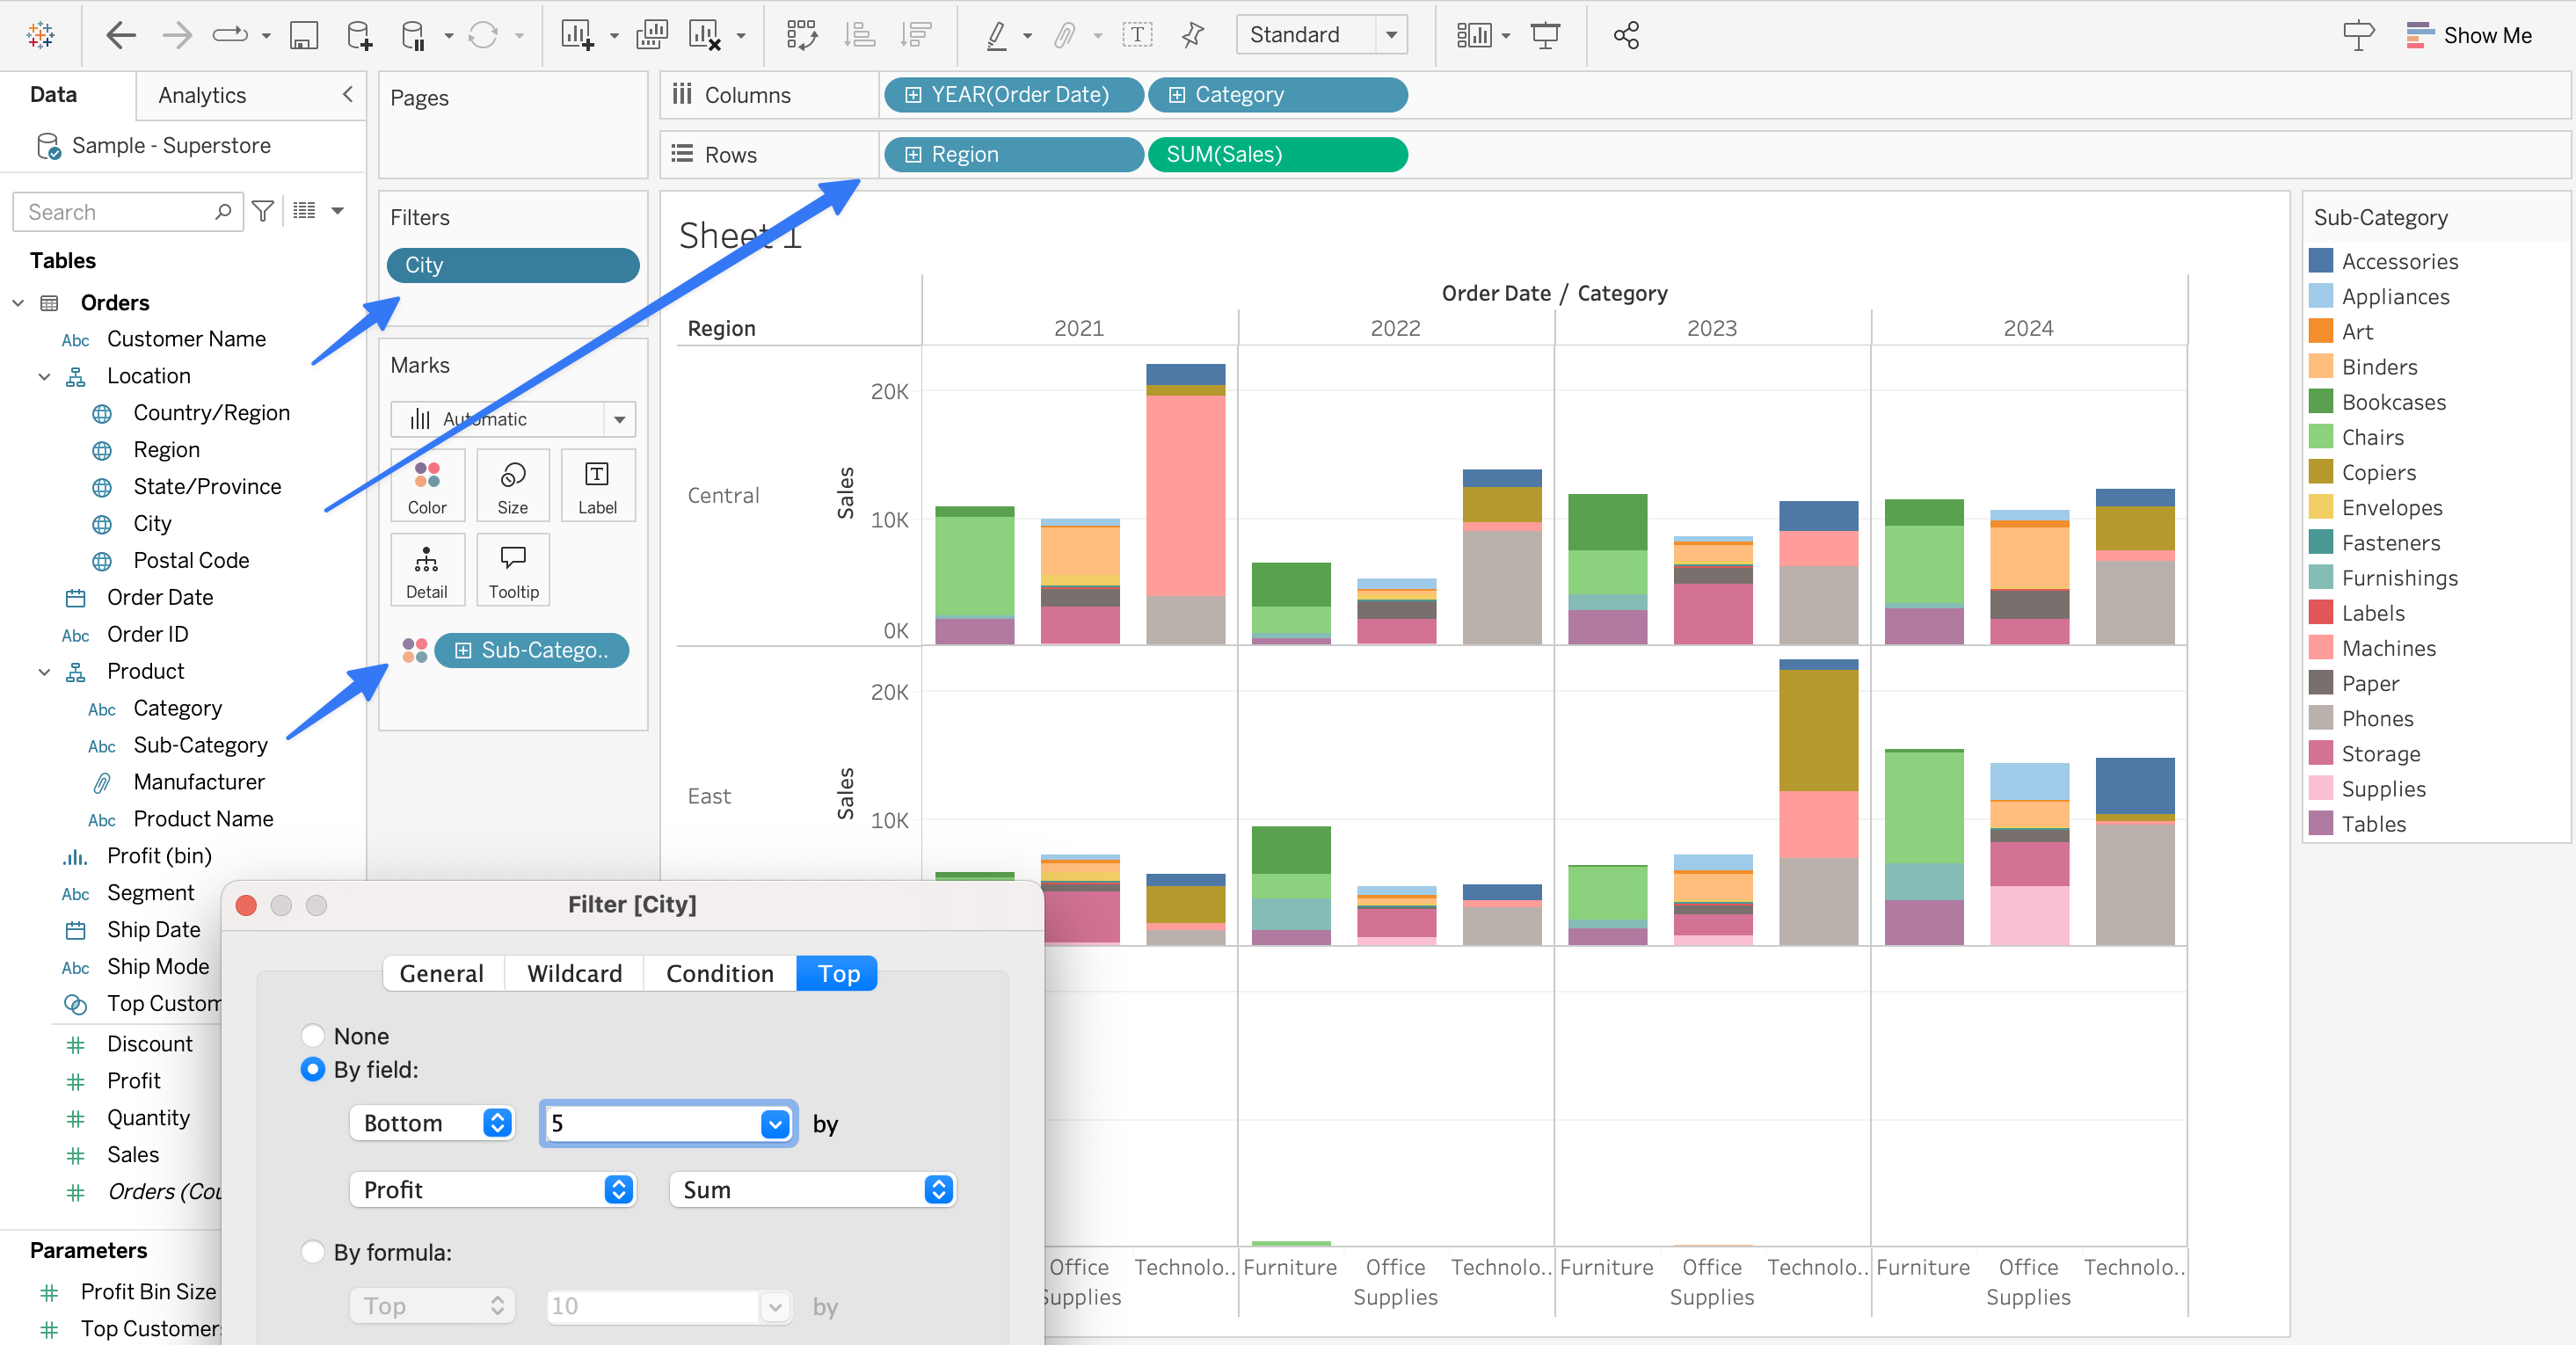 Standard
Show Me
Data
Analytics
Sample - Superstore
Search
Tables
Orders
Abc Customer Name
Location
Country/Region
Region
State/Province
City
Postal Code
Order Date
Abc Order ID
Product
Abc Category
Abc Sub-Category
Manufacturer
Abc Product Name
Profit (bin)
Abc Segment
Ship Date
Abc Ship Mode
Top Custom
Discount
Profit
Quantity
Sales
Orders (Cou
Parameters
Profit Bin Size
Top Customer
Pages
Filters
City
Marks
Automatic
Color Size Label
Detail Tooltip
Sub-Catego..
Columns YEAR(Order Date) Category
Rows Region SUM(Sales)
Sheet 1
Order Date / Category
Region 2021 2022 2023 2024
Central
Sales
20K
10K
0K
East
Sales
20K
10K
Office Supplies
Technolo..
Furniture
Office Supplies
Technolo..
Furniture
Office Supplies
Technolo..
Furniture
Office Supplies
Technolo..
Sub-Category
Accessories
Appliances
Art
Binders
Bookcases
Chairs
Copiers
Envelopes
Fasteners
Furnishings
Labels
Machines
Paper
Phones
Storage
Supplies
Tables
Filter [City]
General Wildcard Condition Top
None
By field:
Bottom 5 by
Profit Sum
By formula:
Top 10 by